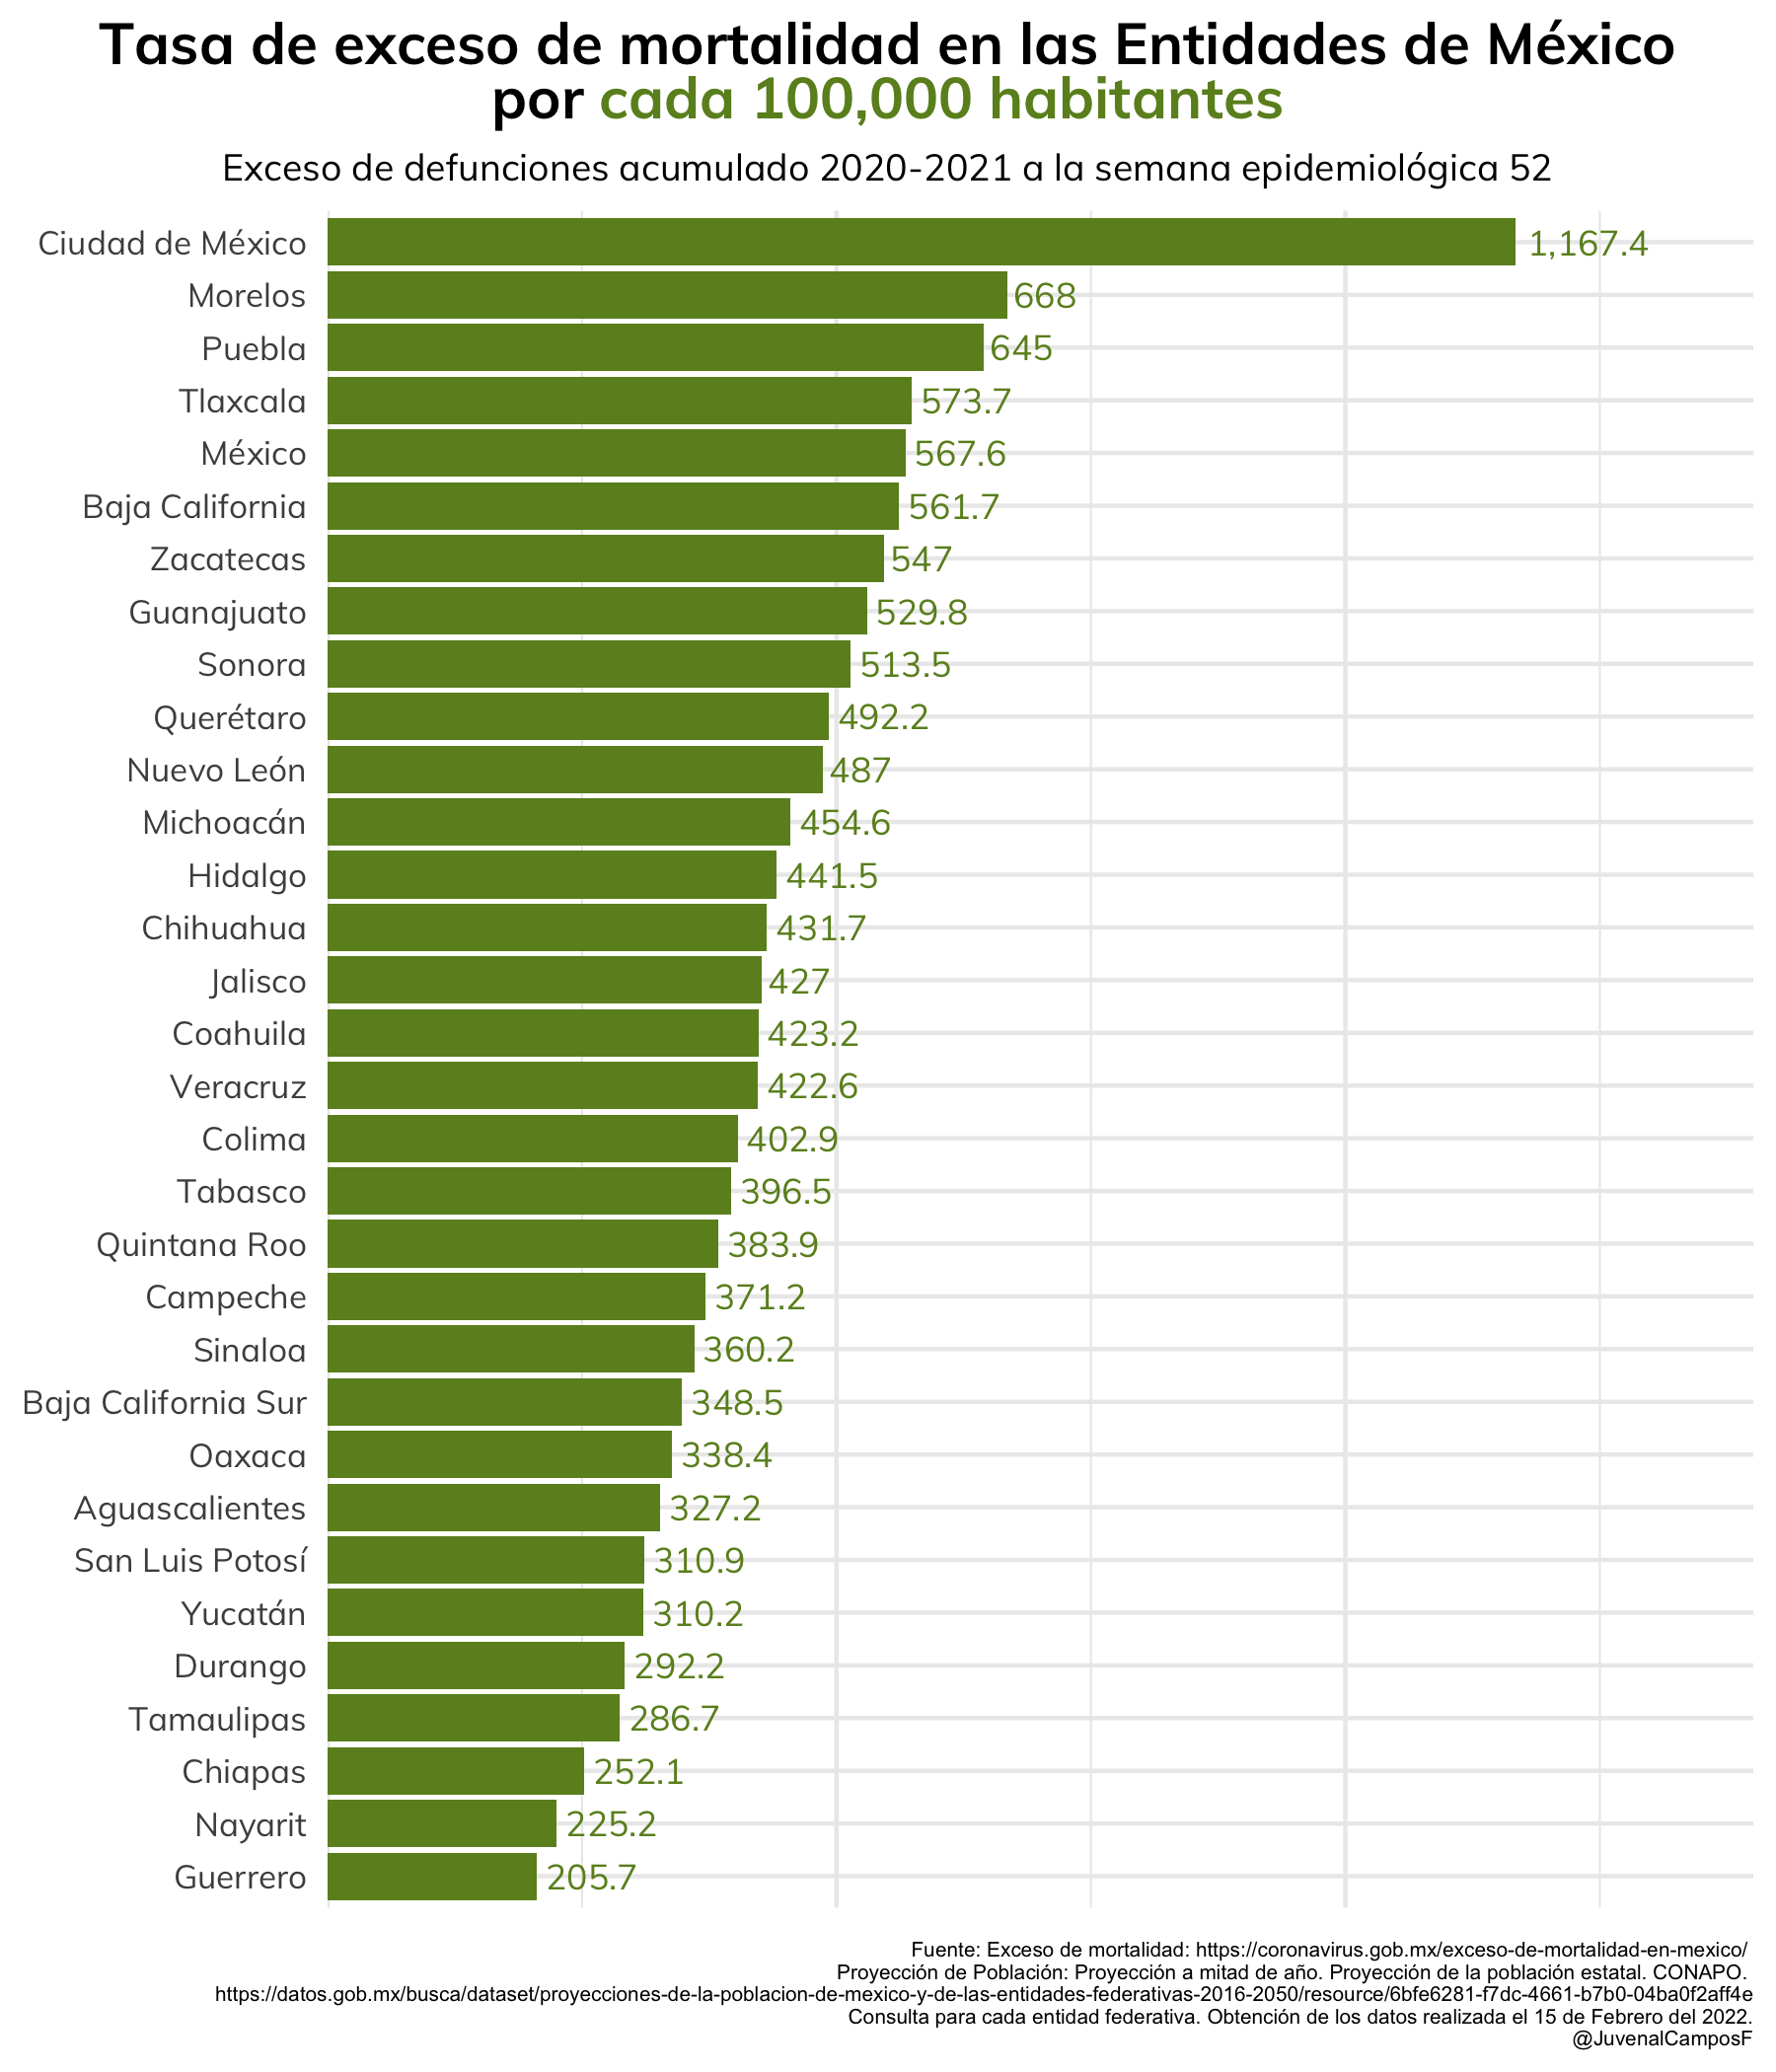 Tasa de exceso de mortalidad en las Entidades de México
por cada 100,000 habitantes
Exceso de defunciones acumulado 2020-2021 a la semana epidemiológica 52
Ciudad de México 1,167.4
Morelos 668
Puebla 645
Tlaxcala 573.7
México 567.6
Baja California 561.7
Zacatecas 547
Guanajuato 529.8
Sonora 513.5
Querétaro 492.2
Nuevo León 487
Michoacán 454.6
Hidalgo 441.5
Chihuahua 431.7
Jalisco 427
Coahuila 423.2
Veracruz 422.6
Colima 402.9
Tabasco 396.5
Quintana Roo 383.9
Campeche 371.2
Sinaloa 360.2
Baja California Sur 348.5
Oaxaca 338.4
Aguascalientes 327.2
San Luis Potosí 310.9
Yucatán 310.2
Durango 292.2
Tamaulipas 286.7
Chiapas 252.1
Nayarit 225.2
Guerrero 205.7
Fuente: Exceso de mortalidad: https://coronavirus.gob.mx/exceso-de-mortalidad-en-mexico/
Proyección de Población: Proyección a mitad de año. Proyección de la población estatal. CONAPO.
https://datos.gob.mx/busca/dataset/proyecciones-de-la-poblacion-de-mexico-y-de-las-entidades-federativas-2016-2050/resource/6bfe6281-f7dc-4661-b7b0-04ba0f2aff4e
Consulta para cada entidad federativa. Obtención de los datos realizada el 15 de Febrero del 2022.
@JuvenalCamposF